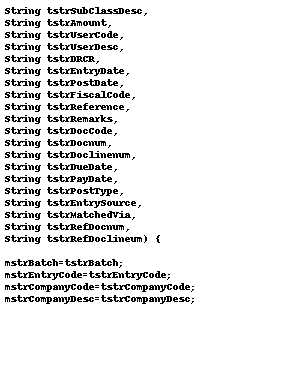 String tstrSubClassDesc,
String tstrAmount,
String tstrUserCode,
String tstrUserDesc,
String tstrDRCR,
String tstrEntryDate,
String tstrPostDate,
String tstrFiscalCode,
String tstrReference,
String tstrRemarks,
String tstrDocCode,
String tstrDocnum,
String tstrDoclinenum,
String tstrDueDate,
String tstrPayDate,
String tstrPostType,
String tstrEntrySource,
String tstrMatchedVia,
String tstrRefDocnum,
String tstrRefDoclineum) {
mstrBatch=tstrBatch;
mstrEntryCode=tstrEntryCode;
mstrCompanyCode=tstrCompanyCode;
mstrCompanyDesc=tstrCompanyDesc;